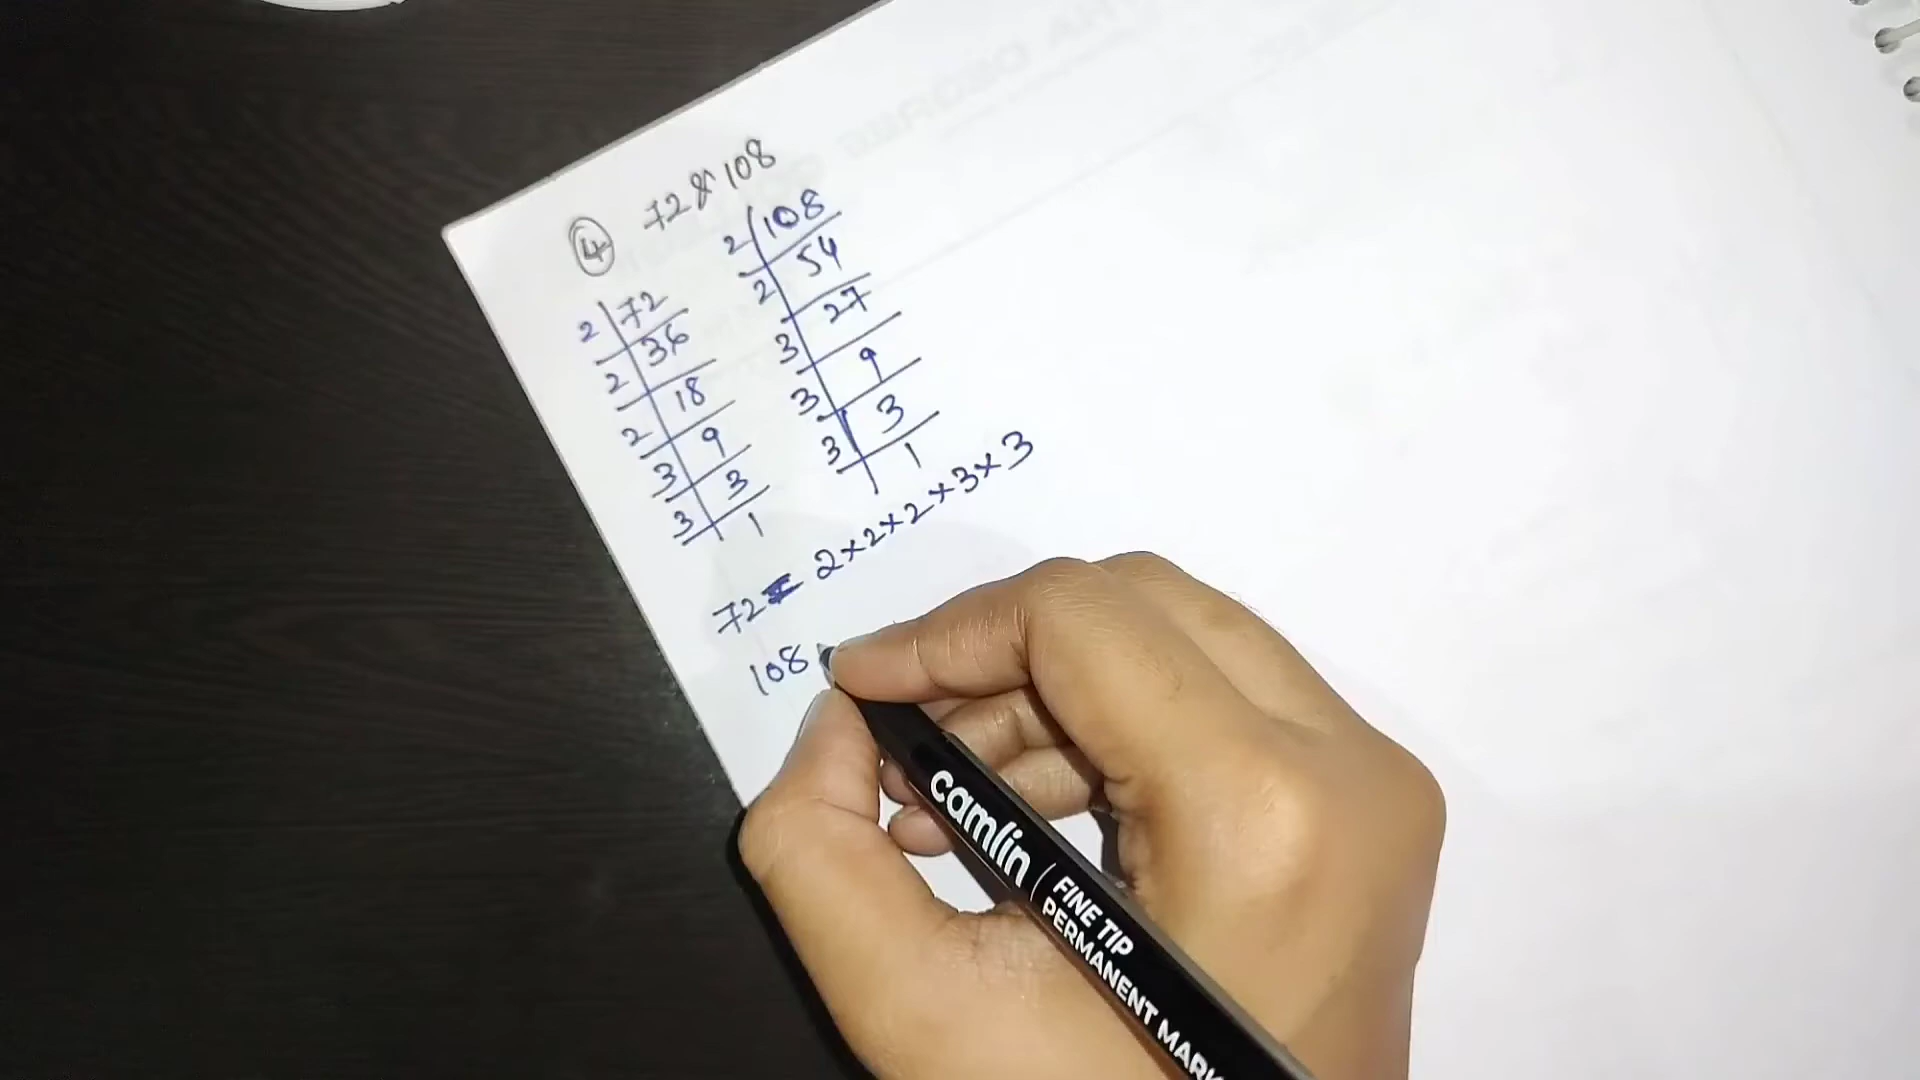 ④ 72 & 108
2 | 72
2 | 36
2 | 18
3 | 9
3 | 3
1
2 | 108
2 | 54
3 | 27
3 | 9
3 | 3
1
72 = 2×2×2×3×3
108
camlin
FINE TIP
PERMANENT MARK